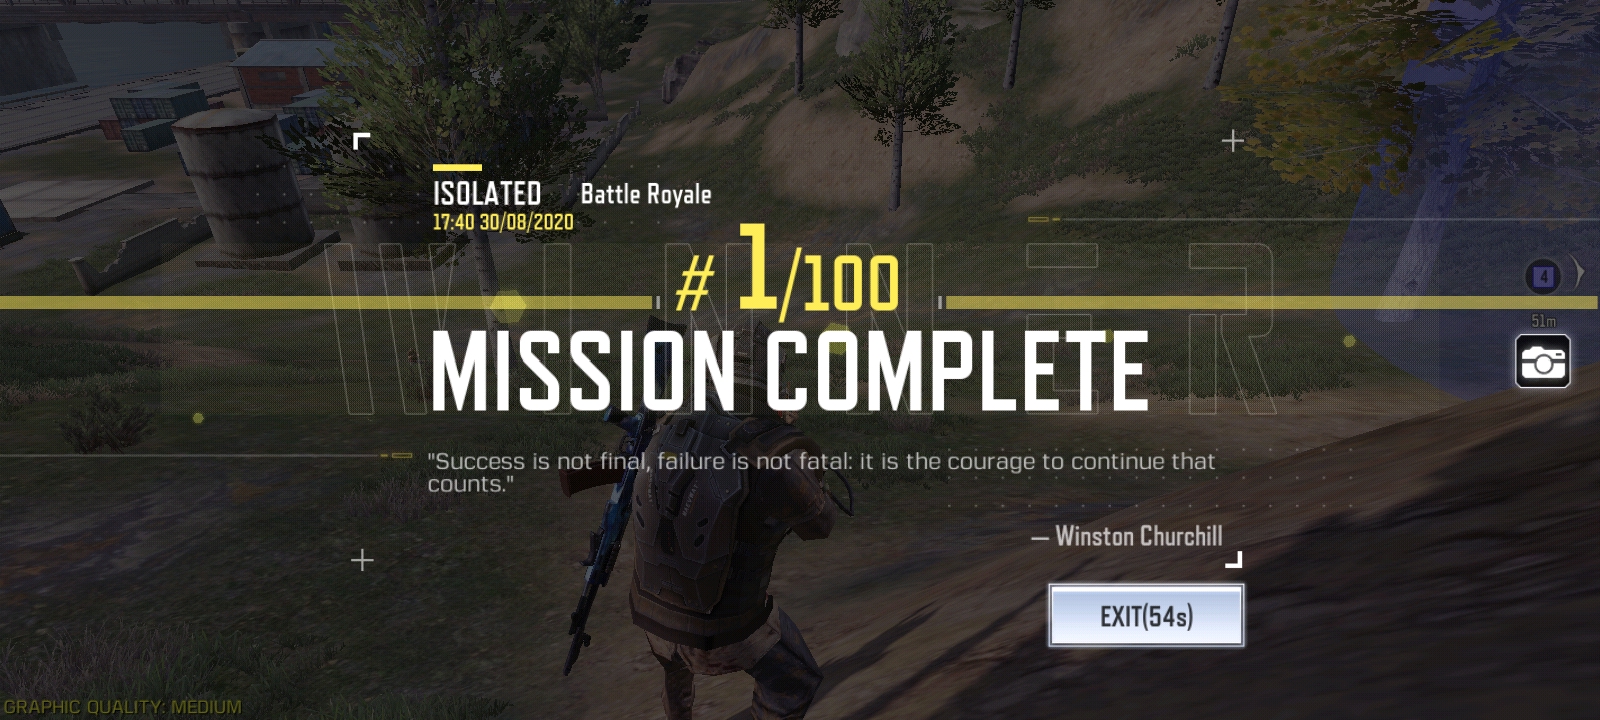 ISOLATED Battle Royale
17:40 30/08/2020
# 1/100
WINNER
MISSION COMPLETE
"Success is not final, failure is not fatal: it is the courage to continue that
counts."
— Winston Churchill
EXIT(54s)
4
51m
GRAPHIC QUALITY: MEDIUM